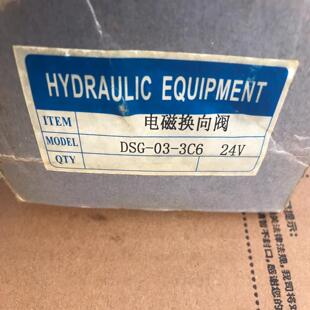 HYDRAULIC EQUIPMENT
ITEM 电磁换向阀
MODEL DSG-03-3C6 24V
QTY